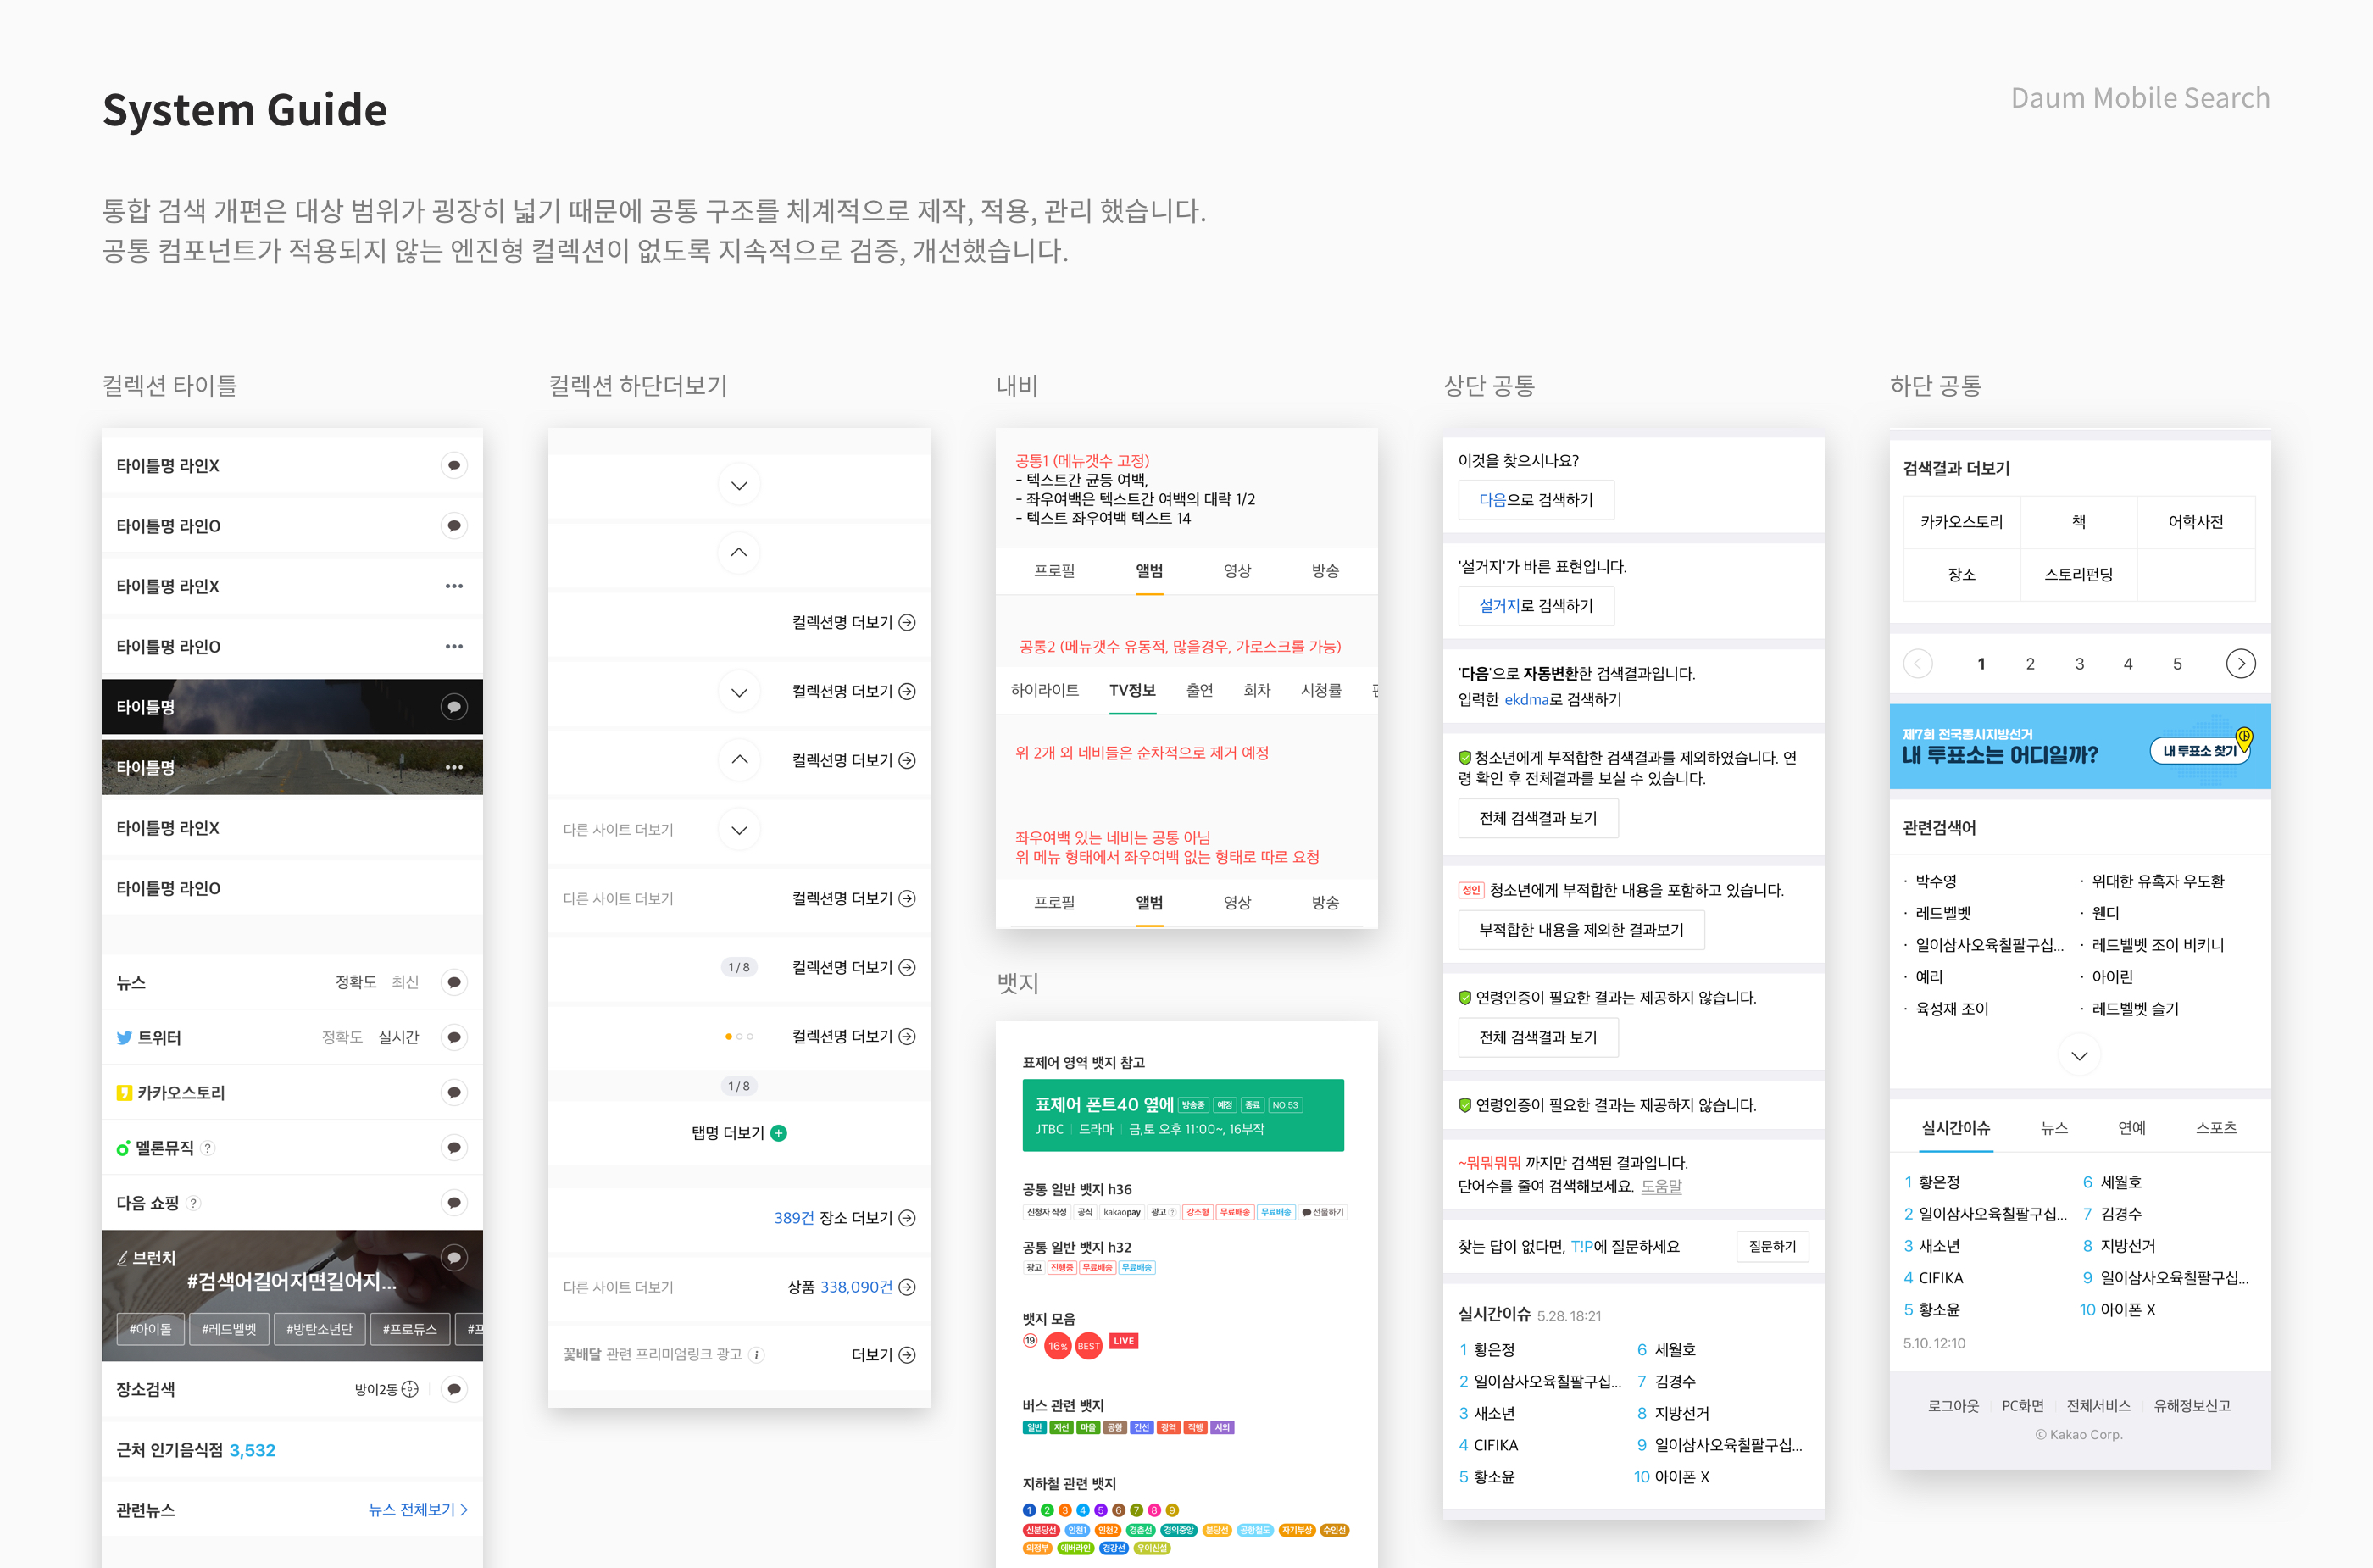 System Guide
Daum Mobile Search
통합 검색 개편은 대상 범위가 굉장히 넓기 때문에 공통 구조를 체계적으로 제작, 적용, 관리 했습니다.
공통 컴포넌트가 적용되지 않는 엔진형 컬렉션이 없도록 지속적으로 검증, 개선했습니다.
컬렉션 타이틀
타이틀명 라인X
타이틀명 라인O
타이틀명 라인X
타이틀명 라인O
타이틀명
타이틀명
타이틀명 라인X
타이틀명 라인O
뉴스 정확도 최신
트위터 정확도 실시간
카카오스토리
멜론뮤직 ?
다음 쇼핑 ?
브런치
#검색어길어지면길어지...
#아이돌 #레드벨벳 #방탄소년단 #프로듀스
장소검색 방이2동
근처 인기음식점 3,532
관련뉴스 뉴스 전체보기
컬렉션 하단더보기
컬렉션명 더보기
컬렉션명 더보기
컬렉션명 더보기
다른 사이트 더보기
다른 사이트 더보기 컬렉션명 더보기
1 / 8 컬렉션명 더보기
컬렉션명 더보기
1 / 8
탭명 더보기
389건 장소 더보기
다른 사이트 더보기 상품 338,090건
꽃배달 관련 프리미엄링크 광고 i 더보기
내비
공통1 (메뉴갯수 고정)
- 텍스트간 균등 여백,
- 좌우여백은 텍스트간 여백의 대략 1/2
- 텍스트 좌우여백 텍스트 14
프로필 앨범 영상 방송
공통2 (메뉴갯수 유동적, 많을경우, 가로스크롤 가능)
하이라이트 TV정보 출연 회차 시청률
위 2개 외 네비들은 순차적으로 제거 예정
좌우여백 있는 네비는 공통 아님
위 메뉴 형태에서 좌우여백 없는 형태로 따로 요청
프로필 앨범 영상 방송
뱃지
표제어 영역 뱃지 참고
표제어 폰트40 옆에 방송중 예정 종료 NO.53
JTBC 드라마 금,토 오후 11:00~, 16부작
공통 일반 뱃지 h36
신청자 작성 공식 kakaopay 광고 ? 강조형 무료배송 무료배송 선물하기
공통 일반 뱃지 h32
광고 진행중 무료배송 무료배송
뱃지 모음
19 16% BEST LIVE
버스 관련 뱃지
일반 지선 마을 공항 간선 광역 직행 시외
지하철 관련 뱃지
1 2 3 4 5 6 7 8 9
신분당선 인천1 인천2 경춘선 경의중앙 분당선 공항철도 자기부상 수인선
의정부 에버라인 경강선 우이신설
상단 공통
이것을 찾으시나요?
다음으로 검색하기
'설거지'가 바른 표현입니다.
설거지로 검색하기
'다음'으로 자동변환한 검색결과입니다.
입력한 ekdma로 검색하기
청소년에게 부적합한 검색결과를 제외하였습니다. 연
령 확인 후 전체결과를 보실 수 있습니다.
전체 검색결과 보기
성인 청소년에게 부적합한 내용을 포함하고 있습니다.
부적합한 내용을 제외한 결과보기
연령인증이 필요한 결과는 제공하지 않습니다.
전체 검색결과 보기
연령인증이 필요한 결과는 제공하지 않습니다.
~뭐뭐뭐뭐 까지만 검색된 결과입니다.
단어수를 줄여 검색해보세요. 도움말
찾는 답이 없다면, T!P에 질문하세요 질문하기
실시간이슈 5.28. 18:21
1 황은정 6 세월호
2 일이삼사오육칠팔구십... 7 김경수
3 새소년 8 지방선거
4 CIFIKA 9 일이삼사오육칠팔구십...
5 황소윤 10 아이폰 X
하단 공통
검색결과 더보기
카카오스토리 책 어학사전
장소 스토리펀딩
1 2 3 4 5
제7회 전국동시지방선거
내 투표소는 어디일까? 내 투표소 찾기
관련검색어
· 박수영 · 위대한 유혹자 우도환
· 레드벨벳 · 웬디
· 일이삼사오육칠팔구십... · 레드벨벳 조이 비키니
· 예리 · 아이린
· 육성재 조이 · 레드벨벳 슬기
실시간이슈 뉴스 연예 스포츠
1 황은정 6 세월호
2 일이삼사오육칠팔구십... 7 김경수
3 새소년 8 지방선거
4 CIFIKA 9 일이삼사오육칠팔구십...
5 황소윤 10 아이폰 X
5.10. 12:10
로그아웃 PC화면 전체서비스 유해정보신고
© Kakao Corp.